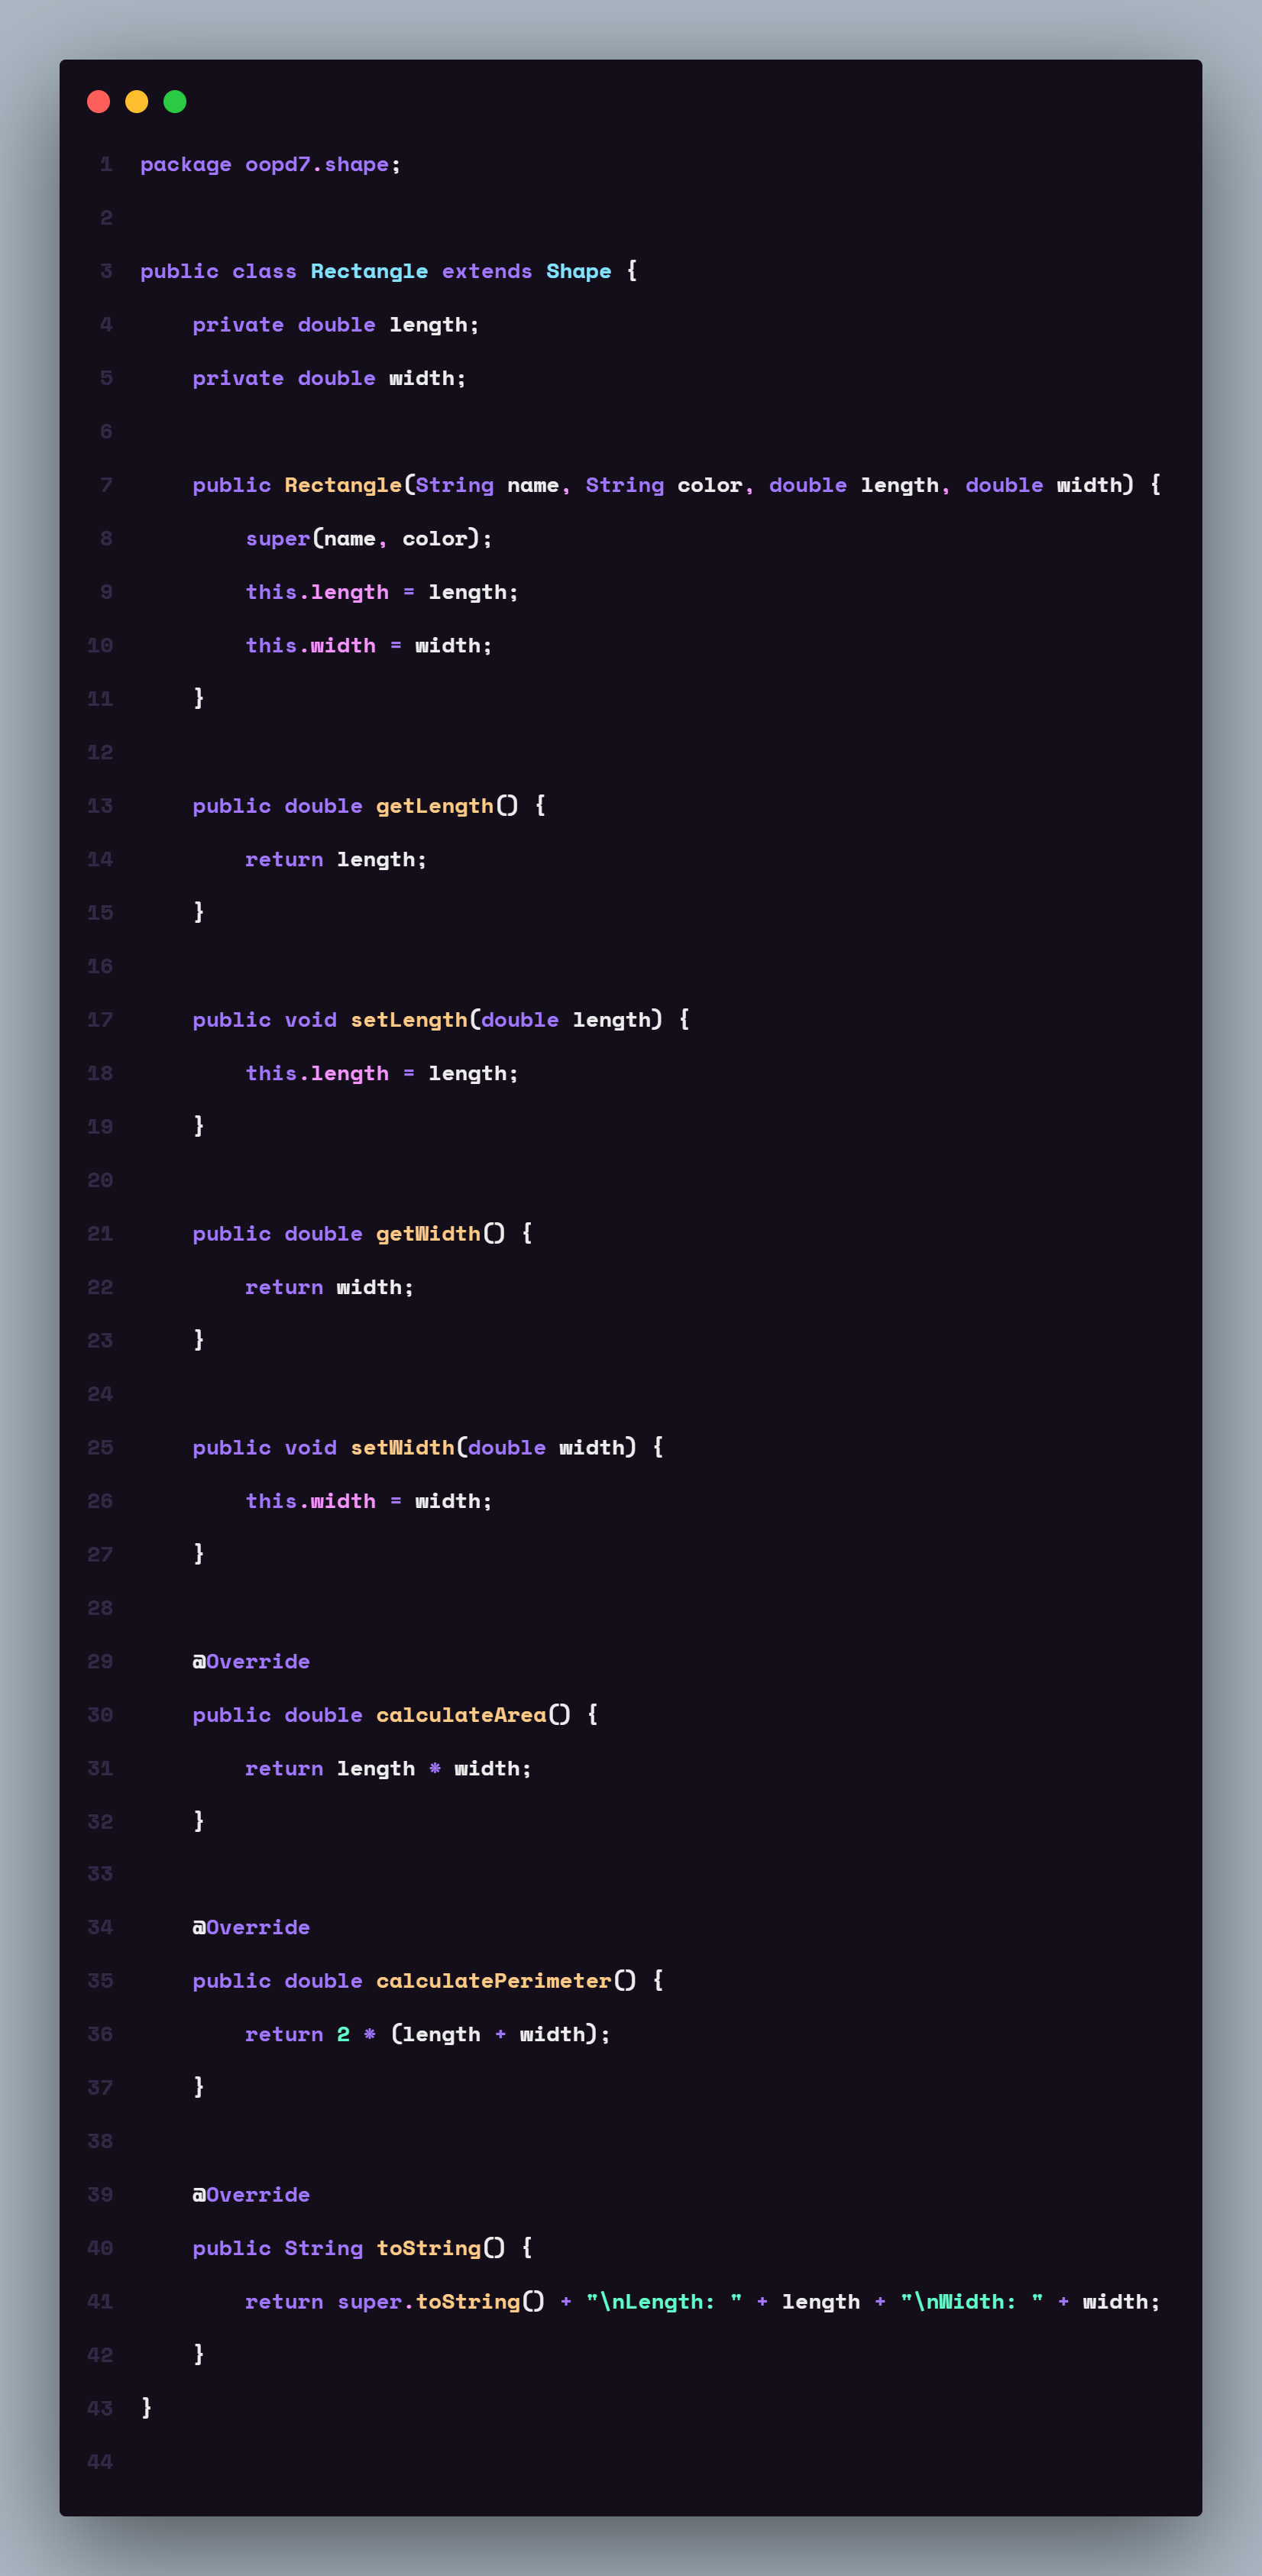 1 package oopd7.shape;
2
3 public class Rectangle extends Shape {
4     private double length;
5     private double width;
6
7     public Rectangle(String name, String color, double length, double width) {
8         super(name, color);
9         this.length = length;
10         this.width = width;
11     }
12
13     public double getLength() {
14         return length;
15     }
16
17     public void setLength(double length) {
18         this.length = length;
19     }
20
21     public double getWidth() {
22         return width;
23     }
24
25     public void setWidth(double width) {
26         this.width = width;
27     }
28
29     @Override
30     public double calculateArea() {
31         return length * width;
32     }
33
34     @Override
35     public double calculatePerimeter() {
36         return 2 * (length + width);
37     }
38
39     @Override
40     public String toString() {
41         return super.toString() + "\nLength: " + length + "\nWidth: " + width;
42     }
43 }
44